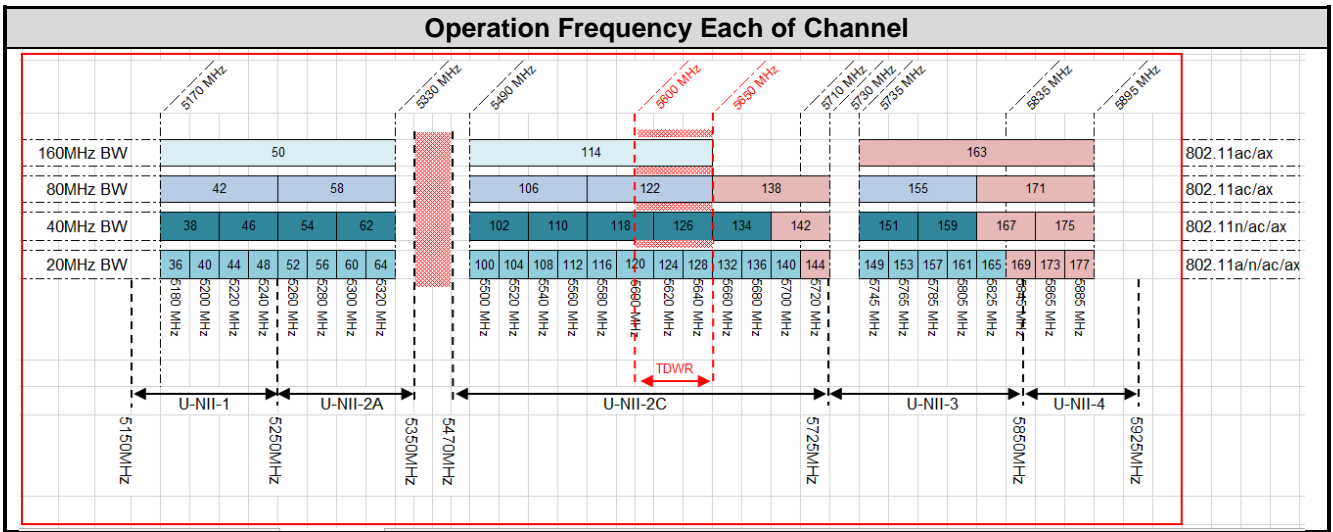 Operation Frequency Each of Channel
5170 MHz 5330 MHz 5490 MHz 5600 MHz 5650 MHz 5710 MHz 5730 MHz 5735 MHz 5835 MHz 5895 MHz
160MHz BW 50 114 163 802.11ac/ax
80MHz BW 42 58 106 122 138 155 171 802.11ac/ax
40MHz BW 38 46 54 62 102 110 118 126 134 142 151 159 167 175 802.11n/ac/ax
20MHz BW 36 40 44 48 52 56 60 64 100 104 108 112 116 120 124 128 132 136 140 144 149 153 157 161 165 169 173 177 802.11a/n/ac/ax
5180 MHz 5200 MHz 5220 MHz 5240 MHz 5260 MHz 5280 MHz 5300 MHz 5320 MHz 5500 MHz 5520 MHz 5540 MHz 5560 MHz 5580 MHz 5600 MHz 5620 MHz 5640 MHz 5660 MHz 5680 MHz 5700 MHz 5720 MHz 5745 MHz 5765 MHz 5785 MHz 5805 MHz 5825 MHz 5845 MHz 5865 MHz 5885 MHz
TDWR
U-NII-1 U-NII-2A U-NII-2C U-NII-3 U-NII-4
5150MHz 5250MHz 5350MHz 5470MHz 5725MHz 5850MHz 5925MHz